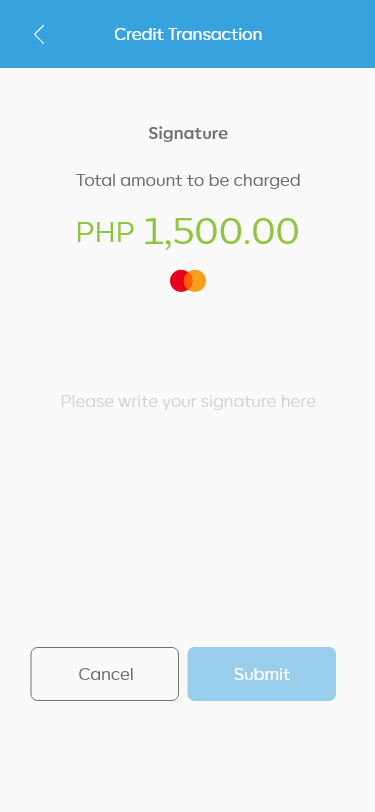 Credit Transaction
Signature
Total amount to be charged
PHP 1,500.00
Please write your signature here
Cancel
Submit